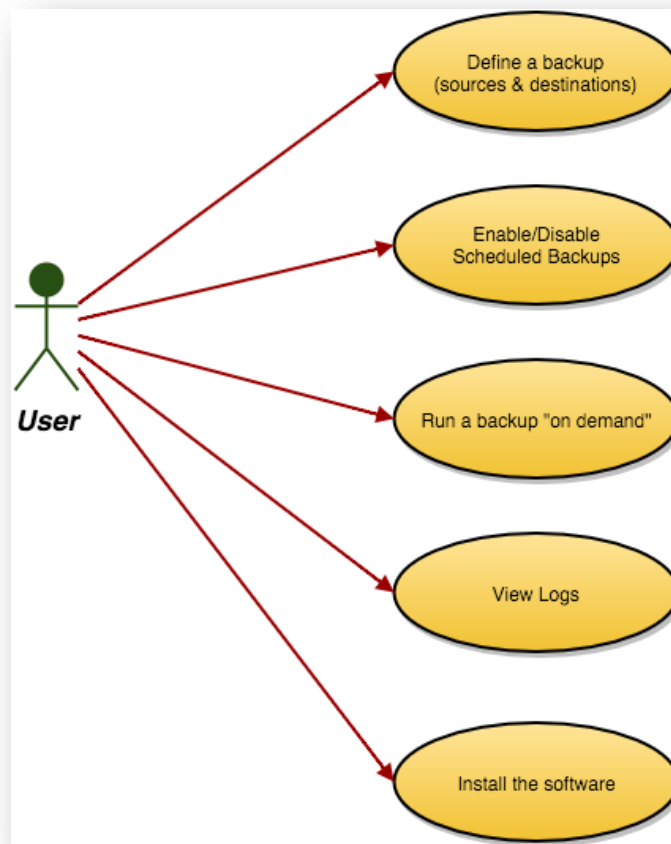 Define a backup
(sources & destinations)
Enable/Disable
Scheduled Backups
User
Run a backup "on demand"
View Logs
Install the software